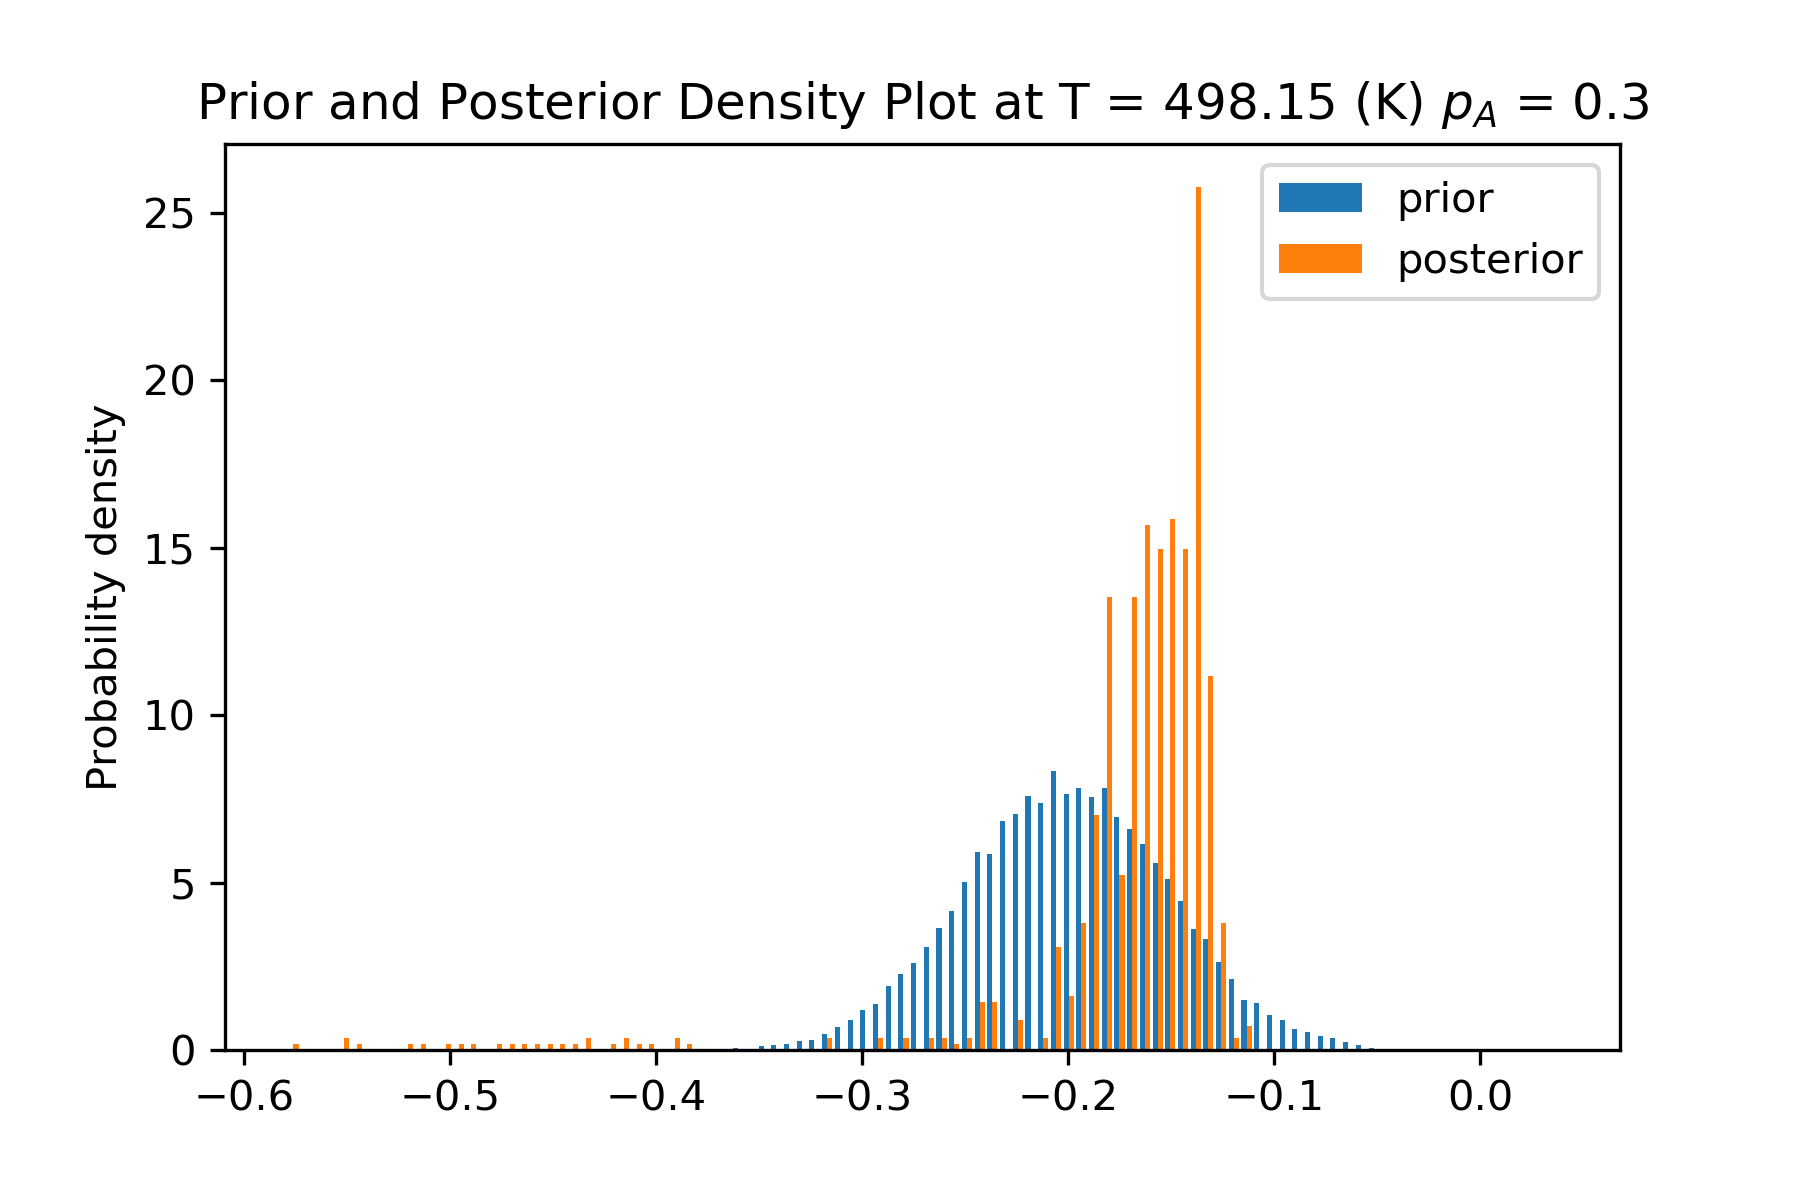 Prior and Posterior Density Plot at T = 498.15 (K) p_A = 0.3
prior
posterior
Probability density
25
20
15
10
5
0
−0.6 −0.5 −0.4 −0.3 −0.2 −0.1 0.0